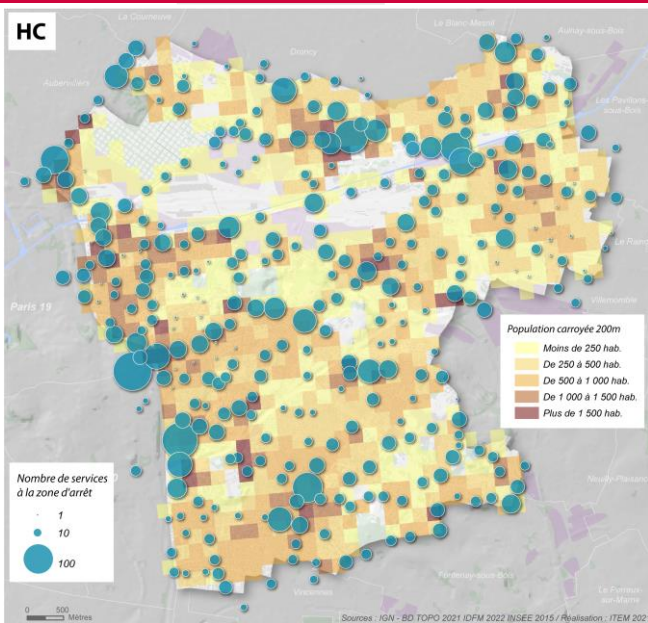 HC
La Courneuve
Le Blanc-Mesnil
Aulnay-sous-Bois
Drancy
Aubervilliers
Les Pavillons-
sous-Bois
Le Raincy
Paris 19
Villemomble
Population carroyée 200m
Moins de 250 hab.
De 250 à 500 hab.
De 500 à 1 000 hab.
De 1 000 à 1 500 hab.
Plus de 1 500 hab.
Nombre de services
à la zone d'arrêt
1
10
100
Neuilly-Plaisance
Fontenay-sous-Bois
Vincennes
Le Perreux-
sur-Marne
0 500
Mètres
Sources : IGN - BD TOPO 2021 IDFM 2022 INSEE 2015 / Réalisation : ITEM 202